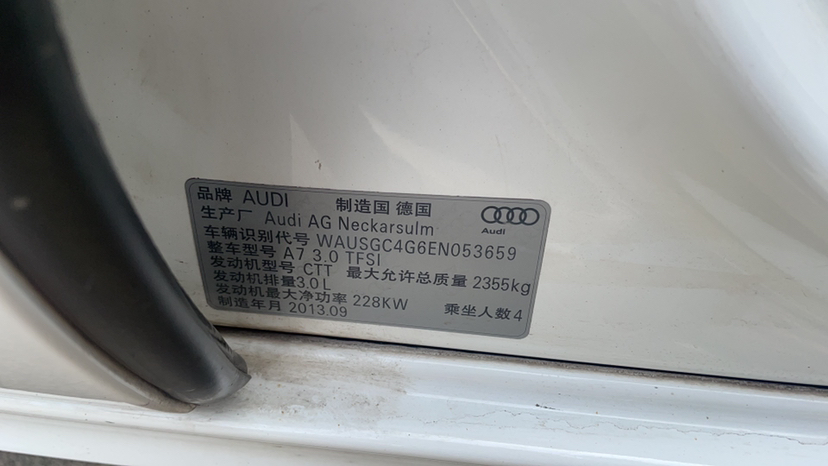 品牌 AUDI 制造国 德国
生产厂 Audi AG Neckarsulm
Audi
车辆识别代号 WAUSGC4G6EN053659
整车型号 A7 3.0 TFSI
发动机型号 CTT 最大允许总质量 2355kg
发动机排量3.0L
发动机最大净功率 228KW 乘坐人数4
制造年月 2013.09